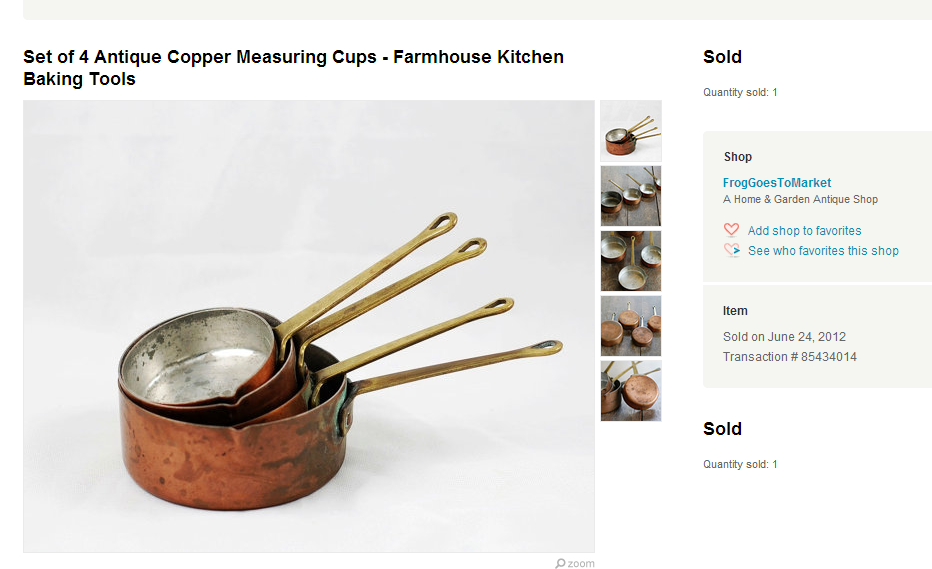 Set of 4 Antique Copper Measuring Cups - Farmhouse Kitchen
Baking Tools
zoom
Sold
Quantity sold: 1
Shop
FrogGoesToMarket
A Home & Garden Antique Shop
Add shop to favorites
See who favorites this shop
Item
Sold on June 24, 2012
Transaction # 85434014
Sold
Quantity sold: 1